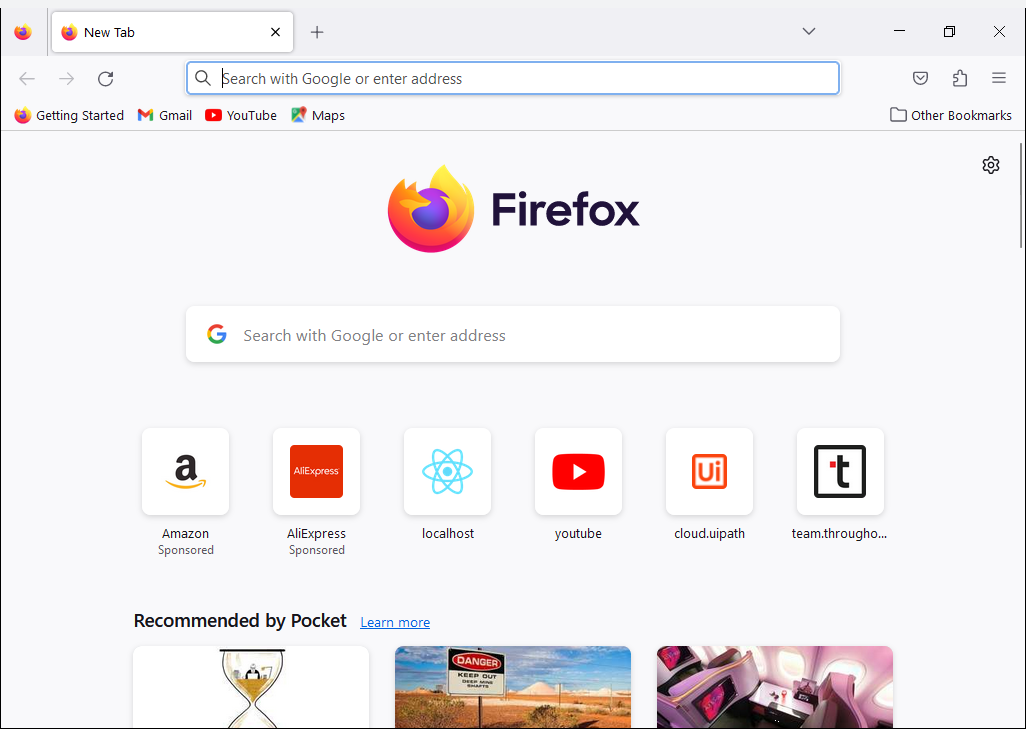 New Tab
Search with Google or enter address
Getting Started Gmail YouTube Maps Other Bookmarks
Firefox
Search with Google or enter address
a AliExpress Ui t
Amazon AliExpress localhost youtube cloud.uipath team.througho...
Sponsored Sponsored
Recommended by Pocket Learn more
DANGER
KEEP OUT
DEEP MINE
SHAFTS